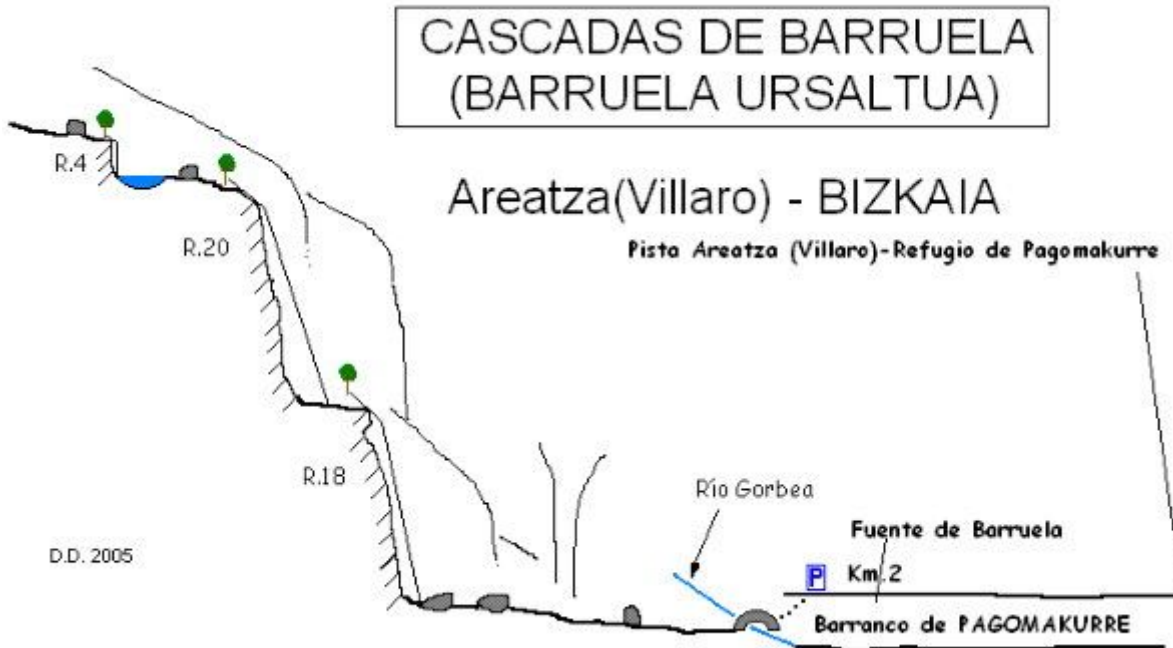 CASCADAS DE BARRUELA
(BARRUELA URSALTUA)
Areatza(Villaro) - BIZKAIA
Pista Areatza (Villaro)-Refugio de Pagomakurre
R.4
R.20
R.18
Río Gorbea
Fuente de Barruela
D.D. 2005
P Km.2
Barranco de PAGOMAKURRE